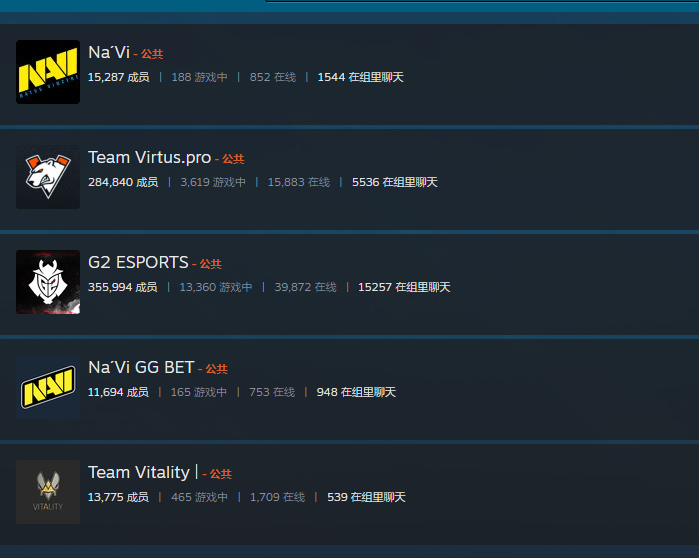 NAVI
NATUS VINCERE
Na´Vi - 公共
15,287 成员 | 188 游戏中 | 852 在线 | 1544 在组里聊天
Team Virtus.pro - 公共
284,840 成员 | 3,619 游戏中 | 15,883 在线 | 5536 在组里聊天
G2 ESPORTS - 公共
355,994 成员 | 13,360 游戏中 | 39,872 在线 | 15257 在组里聊天
NAVI
Na´Vi GG BET - 公共
11,694 成员 | 165 游戏中 | 753 在线 | 948 在组里聊天
VITALITY
Team Vitality | - 公共
13,775 成员 | 465 游戏中 | 1,709 在线 | 539 在组里聊天